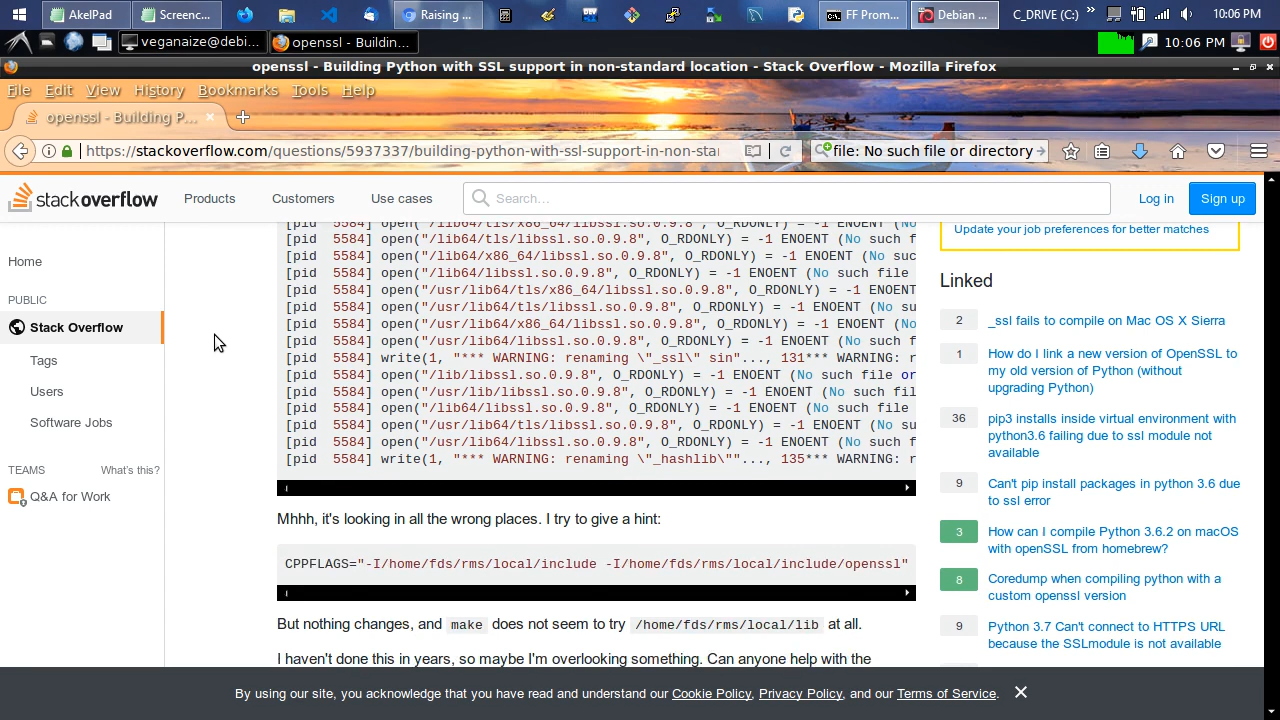 AkelPad
Screenc...
Raising ...
FF Prom...
Debian ...
C_DRIVE (C:)
10:06 PM
veganaize@debi...
openssl - Buildin...
10:06 PM
openssl - Building Python with SSL support in non-standard location - Stack Overflow - Mozilla Firefox
File Edit View History Bookmarks Tools Help
openssl - Building P...
https://stackoverflow.com/questions/5937337/building-python-with-ssl-support-in-non-star
file: No such file or directory
stackoverflow
Products
Customers
Use cases
Search...
Log in
Sign up
Home
PUBLIC
Stack Overflow
Tags
Users
Software Jobs
TEAMS
What's this?
Q&A for Work
[pid  5584] open("/lib64/tls/x86_64/libssl.so.0.9.8", O_RDONLY) = -1 ENOENT (No
[pid  5584] open("/lib64/tls/libssl.so.0.9.8", O_RDONLY) = -1 ENOENT (No such f
[pid  5584] open("/lib64/x86_64/libssl.so.0.9.8", O_RDONLY) = -1 ENOENT (No suc
[pid  5584] open("/lib64/libssl.so.0.9.8", O_RDONLY) = -1 ENOENT (No such file
[pid  5584] open("/usr/lib64/tls/x86_64/libssl.so.0.9.8", O_RDONLY) = -1 ENOENT
[pid  5584] open("/usr/lib64/tls/libssl.so.0.9.8", O_RDONLY) = -1 ENOENT (No su
[pid  5584] open("/usr/lib64/x86_64/libssl.so.0.9.8", O_RDONLY) = -1 ENOENT (No
[pid  5584] open("/usr/lib64/libssl.so.0.9.8", O_RDONLY) = -1 ENOENT (No such f
[pid  5584] write(1, "*** WARNING: renaming \"_ssl\" sin"..., 131*** WARNING: r
[pid  5584] open("/lib/libssl.so.0.9.8", O_RDONLY) = -1 ENOENT (No such file or
[pid  5584] open("/usr/lib/libssl.so.0.9.8", O_RDONLY) = -1 ENOENT (No such fil
[pid  5584] open("/lib64/libssl.so.0.9.8", O_RDONLY) = -1 ENOENT (No such file
[pid  5584] open("/usr/lib64/tls/libssl.so.0.9.8", O_RDONLY) = -1 ENOENT (No su
[pid  5584] open("/usr/lib64/libssl.so.0.9.8", O_RDONLY) = -1 ENOENT (No such f
[pid  5584] write(1, "*** WARNING: renaming \"_hashlib\""..., 135*** WARNING: r
Mhhh, it's looking in all the wrong places. I try to give a hint:
CPPFLAGS="-I/home/fds/rms/local/include -I/home/fds/rms/local/include/openssl"
But nothing changes, and make does not seem to try /home/fds/rms/local/lib at all.
I haven't done this in years, so maybe I'm overlooking something. Can anyone help with the
Update your job preferences for better matches
Linked
2 _ssl fails to compile on Mac OS X Sierra
1 How do I link a new version of OpenSSL to
my old version of Python (without
upgrading Python)
36 pip3 installs inside virtual environment with
python3.6 failing due to ssl module not
available
9 Can't pip install packages in python 3.6 due
to ssl error
3 How can I compile Python 3.6.2 on macOS
with openSSL from homebrew?
8 Coredump when compiling python with a
custom openssl version
9 Python 3.7 Can't connect to HTTPS URL
because the SSLmodule is not available
By using our site, you acknowledge that you have read and understand our Cookie Policy, Privacy Policy, and our Terms of Service.